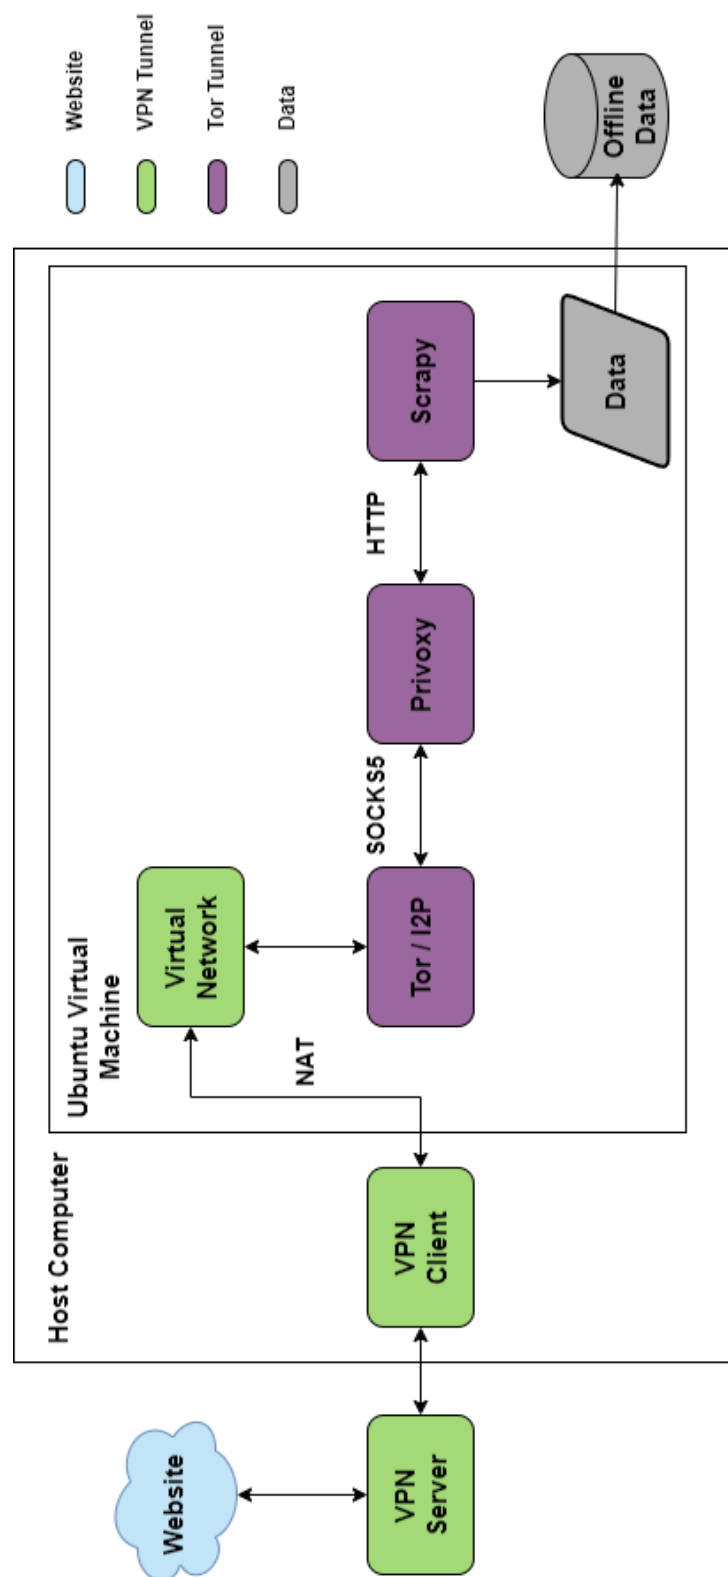 Website
VPN Tunnel
Tor Tunnel
Data
Host Computer
Ubuntu Virtual
Machine
Website
VPN
Server
VPN
Client
NAT
Virtual
Network
Tor / I2P
SOCKS5
Privoxy
HTTP
Scrapy
Data
Offline
Data